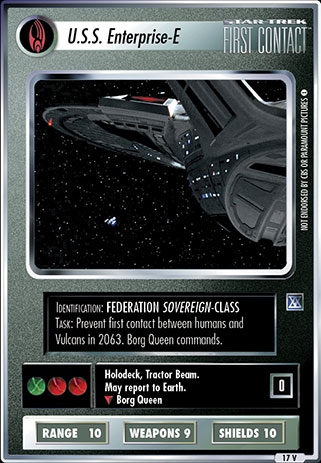 U.S.S. Enterprise-E
STAR TREK
FIRST CONTACT
NOT ENDORSED BY CBS OR PARAMOUNT PICTURES
IDENTIFICATION: FEDERATION SOVEREIGN-CLASS
TASK: Prevent first contact between humans and
Vulcans in 2063. Borg Queen commands.
Holodeck, Tractor Beam.
May report to Earth.
Borg Queen
0
RANGE 10
WEAPONS 9
SHIELDS 10
17 V